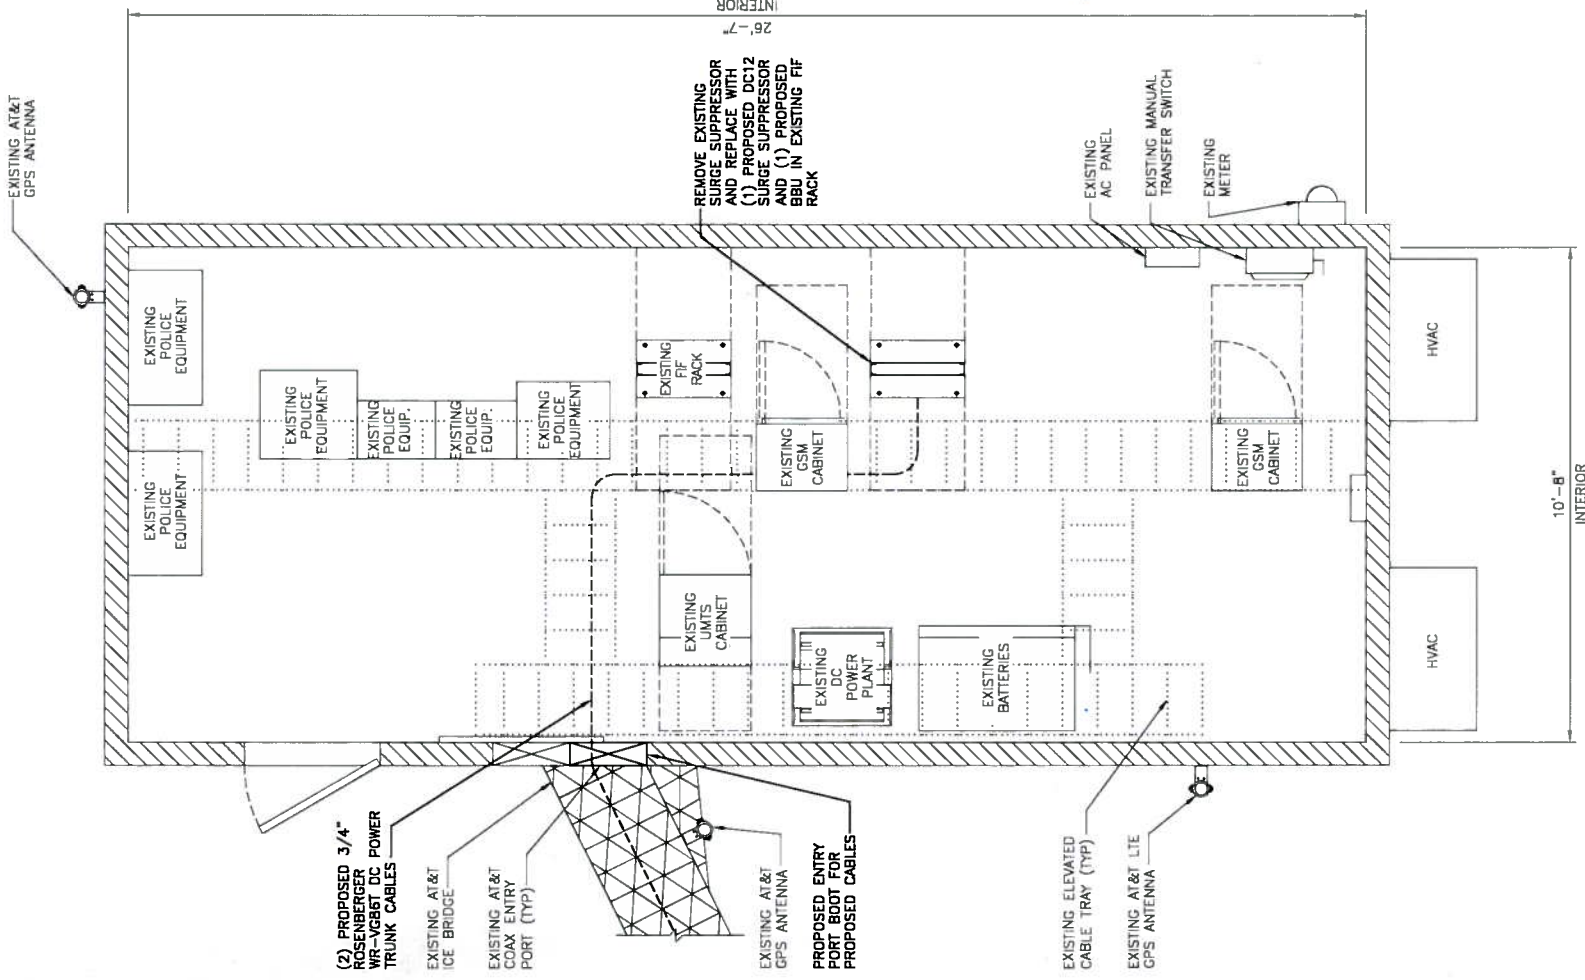 EXISTING AT&T
GPS ANTENNA
26'-7"
INTERIOR
EXISTING
POLICE
EQUIPMENT
EXISTING
POLICE
EQUIPMENT
EXISTING
POLICE
EQUIPMENT
EXISTING
POLICE
EQUIP.
EXISTING
POLICE
EQUIP.
EXISTING
POLICE
EQUIPMENT
REMOVE EXISTING
SURGE SUPPRESSOR
AND REPLACE WITH
(1) PROPOSED DC12
SURGE SUPPRESSOR
AND (1) PROPOSED
BBU IN EXISTING FIF
RACK
EXISTING
FIF
RACK
EXISTING
AC PANEL
EXISTING MANUAL
TRANSFER SWITCH
EXISTING
METER
EXISTING
GSM
CABINET
EXISTING
GSM
CABINET
HVAC
EXISTING
UMTS
CABINET
EXISTING
DC
POWER
PLANT
EXISTING
BATTERIES
HVAC
10'-8"
INTERIOR
(2) PROPOSED 3/4"
ROSENBERGER
WR-VG86T DC POWER
TRUNK CABLES
EXISTING AT&T
ICE BRIDGE
EXISTING AT&T
COAX ENTRY
PORT (TYP)
EXISTING AT&T
GPS ANTENNA
PROPOSED ENTRY
PORT BOOT FOR
PROPOSED CABLES
EXISTING ELEVATED
CABLE TRAY (TYP)
EXISTING AT&T LTE
GPS ANTENNA